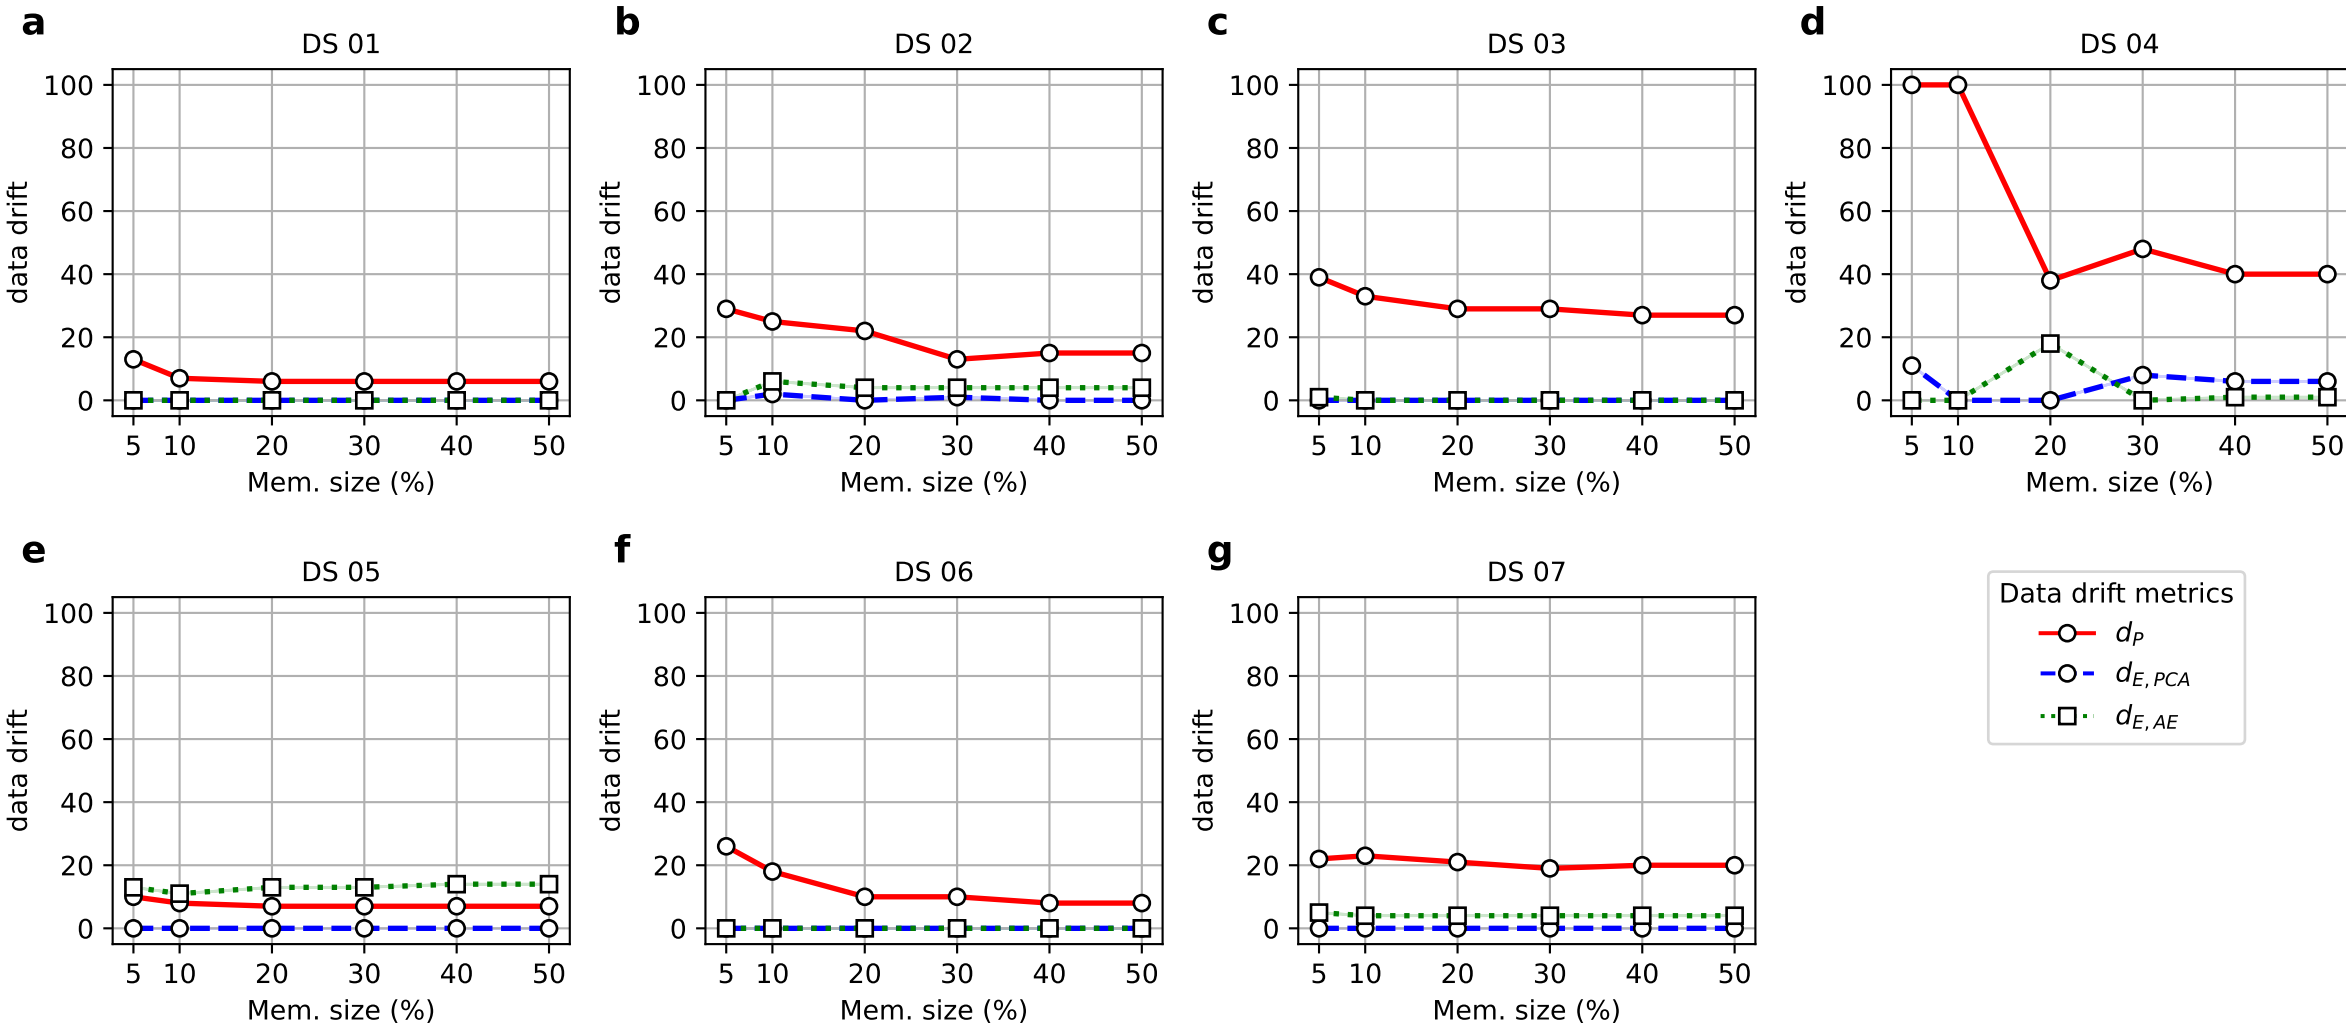 a
DS 01
100
80
60
40
20
0
data drift
5 10 20 30 40 50
Mem. size (%)
b
DS 02
100
80
60
40
20
0
data drift
5 10 20 30 40 50
Mem. size (%)
c
DS 03
100
80
60
40
20
0
data drift
5 10 20 30 40 50
Mem. size (%)
d
DS 04
100
80
60
40
20
0
data drift
5 10 20 30 40 50
Mem. size (%)
e
DS 05
100
80
60
40
20
0
data drift
5 10 20 30 40 50
Mem. size (%)
f
DS 06
100
80
60
40
20
0
data drift
5 10 20 30 40 50
Mem. size (%)
g
DS 07
100
80
60
40
20
0
data drift
5 10 20 30 40 50
Mem. size (%)
Data drift metrics
d_P
d_{E, PCA}
d_{E, AE}